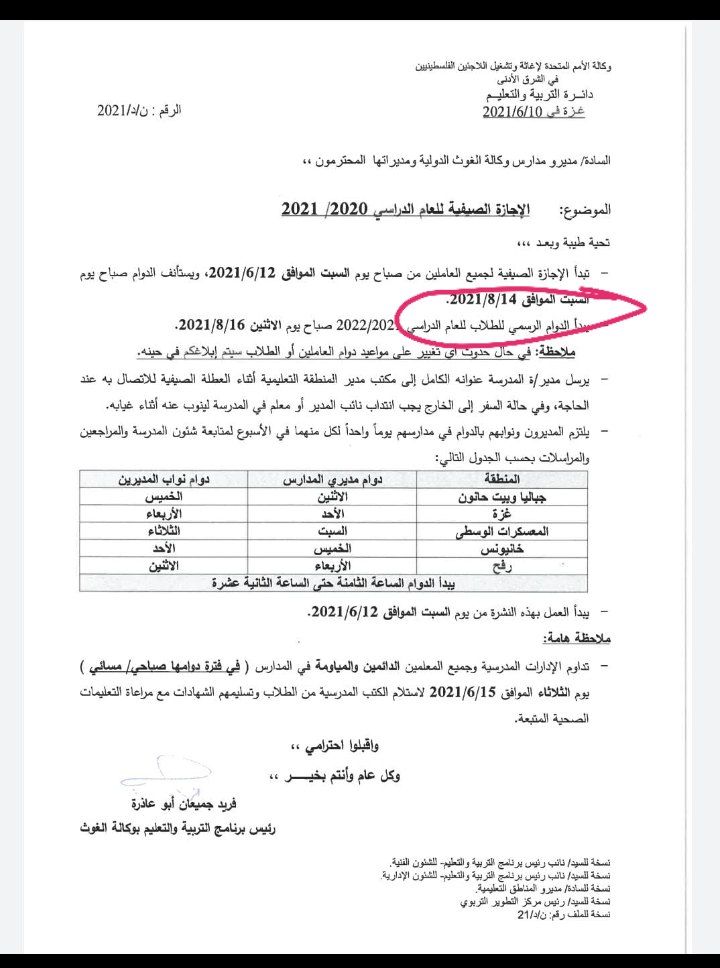 وكالة الأمم المتحدة لإغاثة وتشغيل اللاجئين الفلسطينيين
في الشرق الأدنى
دائـرة التربية والتعليـم
غـزة في 2021/6/10
الرقم : ن/د/2021
السادة/ مديرو مدارس وكالة الغوث الدولية ومديراتها المحترمون ،،
الموضوع: الإجازة الصيفية للعام الدراسي 2020/ 2021
تحية طيبة وبعـد ،،،
– تبدأ الإجازة الصيفية لجميع العاملين من صباح يوم السبت الموافق 2021/6/12، ويستأنف الدوام صباح يوم
السبت الموافق 2021/8/14.
يبدأ الدوام الرسمي للطلاب للعام الدراسي 2022/2021 صباح يوم الاثنين 2021/8/16.
ملاحظة: في حال حدوث أي تغيير على مواعيد دوام العاملين أو الطلاب سيتم إبلاغكم في حينه.
– يرسل مدير/ة المدرسة عنوانه الكامل إلى مكتب مدير المنطقة التعليمية أثناء العطلة الصيفية للاتصال به عند
الحاجة، وفي حالة السفر إلى الخارج يجب انتداب نائب المدير أو معلم في المدرسة لينوب عنه أثناء غيابه.
– يلتزم المديرون ونوابهم بالدوام في مدارسهم يوماً واحداً لكل منهما في الأسبوع لمتابعة شئون المدرسة والمراجعين
والمراسلات بحسب الجدول التالي:
المنطقة دوام مديري المدارس دوام نواب المديرين
جباليا وبيت حانون الاثنين الخميس
غزة الأحد الأربعاء
المعسكرات الوسطى السبت الثلاثاء
خانيونس الخميس الأحد
رفح الأربعاء الاثنين
يبدأ الدوام الساعة الثامنة حتى الساعة الثانية عشرة
– يبدأ العمل بهذه النشرة من يوم السبت الموافق 2021/6/12.
ملاحظة هامة:
– تداوم الإدارات المدرسية وجميع المعلمين الدائمين والمياومة في المدارس ( في فترة دوامها صباحي/ مسائي )
يوم الثلاثاء الموافق 2021/6/15 لاستلام الكتب المدرسية من الطلاب وتسليمهم الشهادات مع مراعاة التعليمات
الصحية المتبعة.
واقبلوا احترامي ،،
وكل عام وأنتم بخيـــر ،،
فريد جميعان أبو عاذرة
رئيس برنامج التربية والتعليم بوكالة الغوث
نسخة للسيد/ نائب رئيس برنامج التربية والتعليم- للشئون الفنية.
نسخة للسيد/ نائب رئيس برنامج التربية والتعليم- للشئون الإدارية.
نسخة للسادة/ مديرو المناطق التعليمية.
نسخة للسيد/ رئيس مركز التطوير التربوي
نسخة للملف رقم: ن/د/21